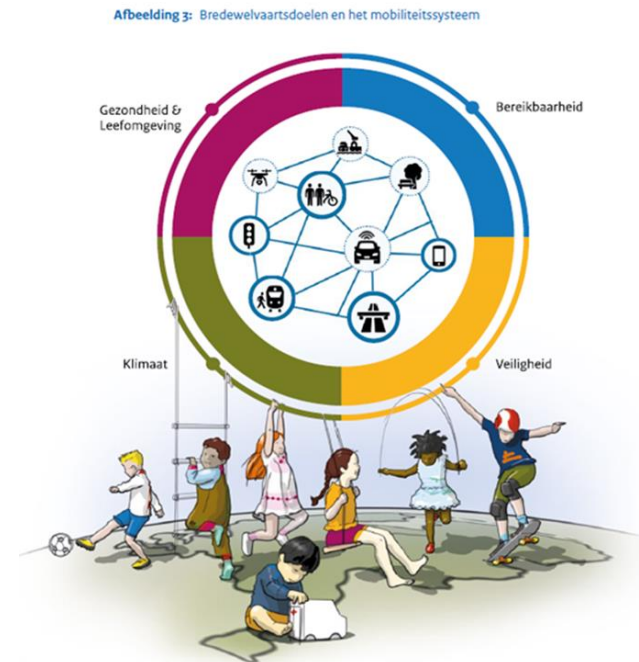 Afbeelding 3: Bredewelvaartsdoelen en het mobiliteitssysteem
Gezondheid &
Leefomgeving
Bereikbaarheid
Klimaat
Veiligheid